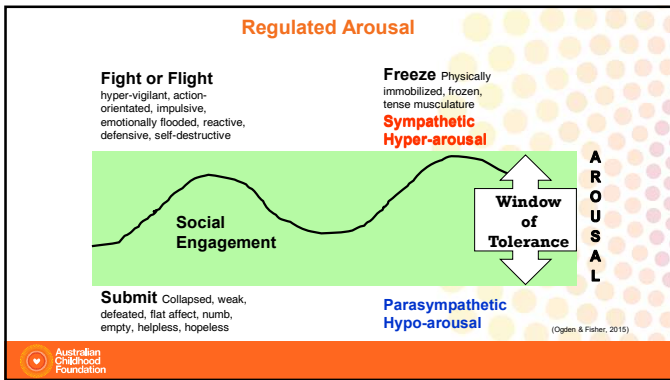 Regulated Arousal
Fight or Flight
hyper-vigilant, action-
orientated, impulsive,
emotionally flooded, reactive,
defensive, self-destructive
Freeze Physically
immobilized, frozen,
tense musculature
Sympathetic
Hyper-arousal
Social
Engagement
Window
of
Tolerance
AROUSAL
Submit Collapsed, weak,
defeated, flat affect, numb,
empty, helpless, hopeless
Parasympathetic
Hypo-arousal
(Ogden & Fisher, 2015)
Australian
Childhood
Foundation